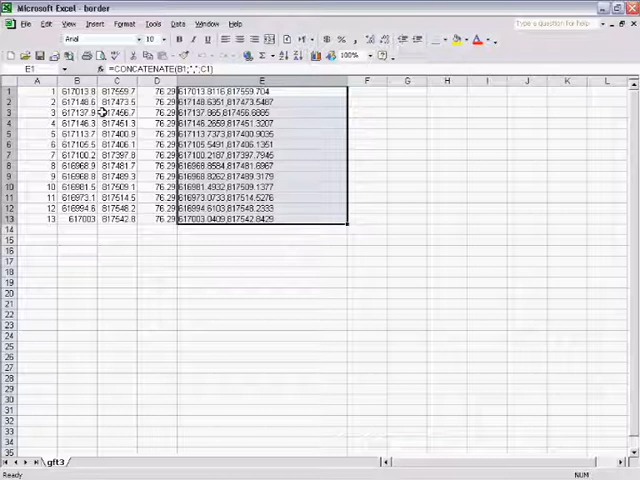 Microsoft Excel - border
File Edit View Insert Format Tools Data Window Help Type a question for help
Arial 10 B I U 100%
E1 fx =CONCATENATE(B1;",";C1)
A B C D E F G H I J K L
1 1 617013.8 817559.7 76.29 617013.8116,817559.704
2 2 617148.6 817473.5 76.29 617148.6351,817473.5487
3 3 617137.9 817456.7 76.29 617137.865,817456.6885
4 4 617146.3 817451.3 76.29 617146.2659,817451.3207
5 5 617113.7 817400.9 76.29 617113.7373,817400.9035
6 6 617105.5 817406.1 76.29 617105.5491,817406.1351
7 7 617100.2 817397.8 76.29 617100.2187,817397.7945
8 8 616968.9 817481.7 76.29 616968.8584,817481.6967
9 9 616968.8 817489.3 76.29 616968.8262,817489.3179
10 10 616981.5 817509.1 76.29 616981.4932,817509.1377
11 11 616973.1 817514.5 76.29 616973.0733,817514.5276
12 12 616994.6 817548.2 76.29 616994.6103,817548.2333
13 13 617003 817542.8 76.29 617003.0409,817542.8429
14
15
16
17
18
19
20
21
22
23
24
25
26
27
28
29
30
31
32
33
34
35
gft3
Ready NUM